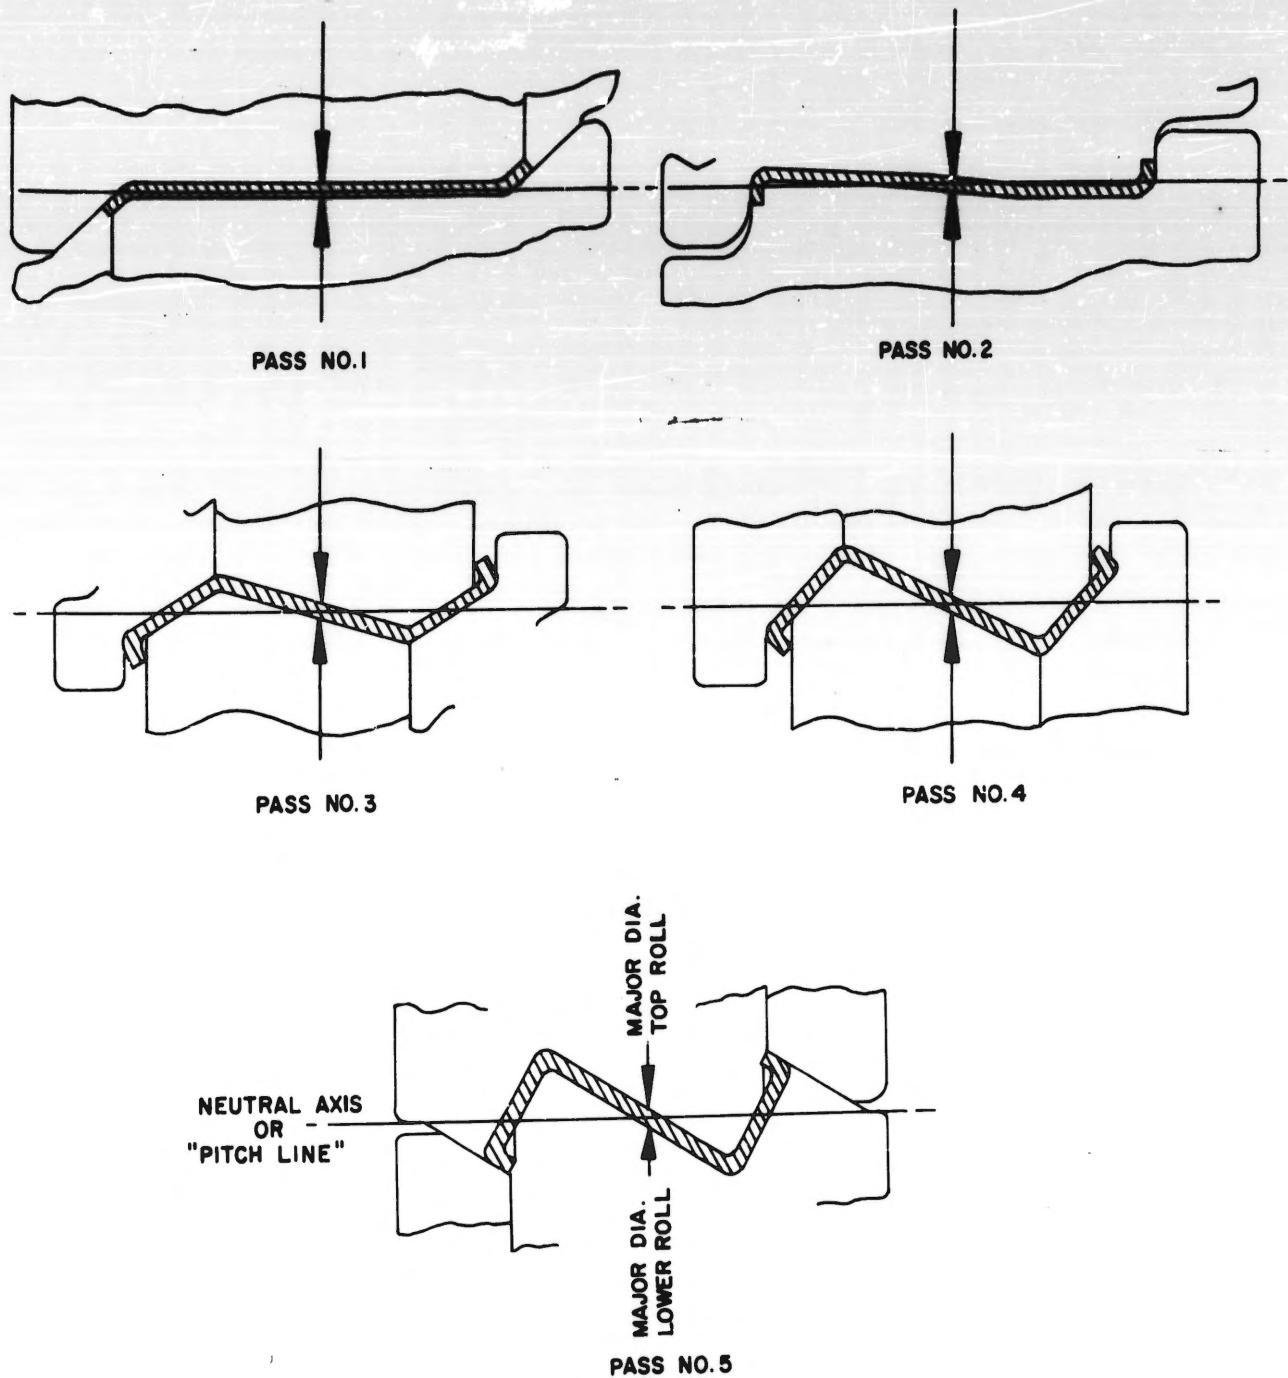 PASS NO.1
PASS NO.2
PASS NO.3
PASS NO.4
MAJOR DIA.
TOP ROLL
NEUTRAL AXIS
OR
"PITCH LINE"
MAJOR DIA.
LOWER ROLL
PASS NO.5